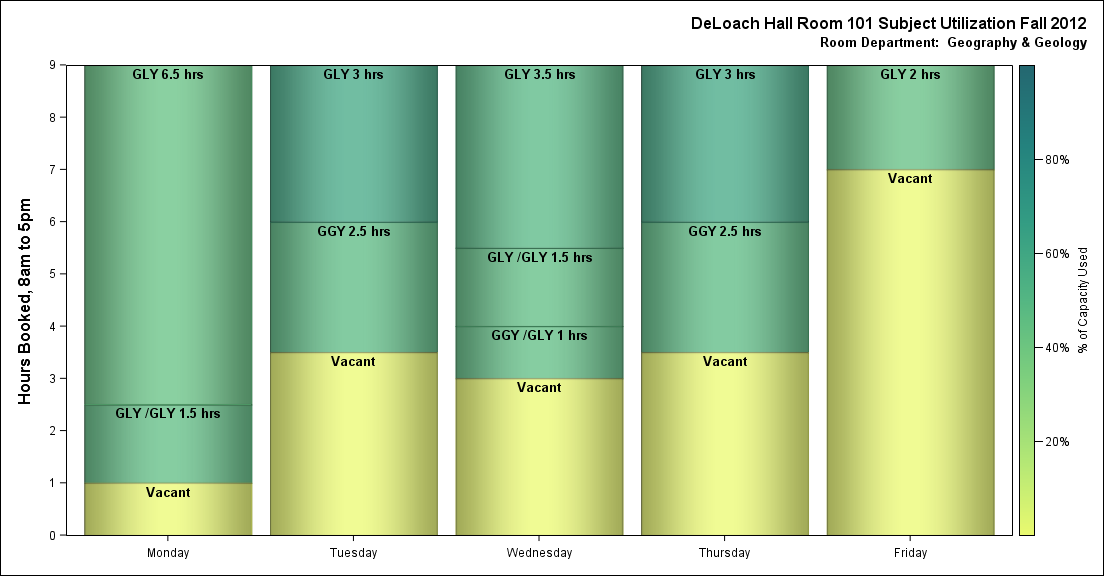 DeLoach Hall Room 101 Subject Utilization Fall 2012
Room Department:  Geography & Geology
Hours Booked, 8am to 5pm
9
8
7
6
5
4
3
2
1
0
GLY 6.5 hrs
GLY /GLY 1.5 hrs
Vacant
GLY 3 hrs
GGY 2.5 hrs
Vacant
GLY 3.5 hrs
GLY /GLY 1.5 hrs
GGY /GLY 1 hrs
Vacant
GLY 3 hrs
GGY 2.5 hrs
Vacant
GLY 2 hrs
Vacant
Monday
Tuesday
Wednesday
Thursday
Friday
80%
60%
40%
20%
% of Capacity Used